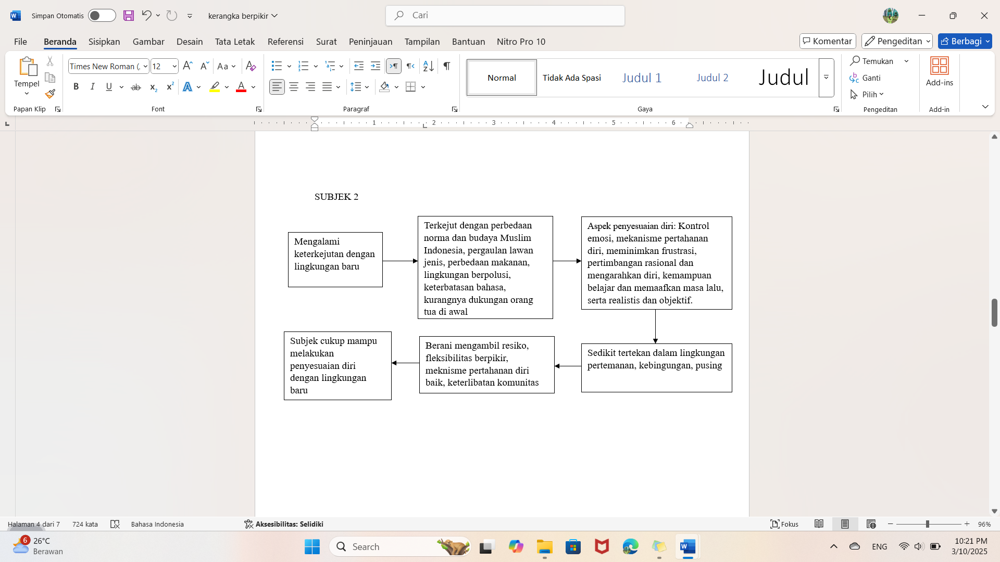 Simpan Otomatis
kerangka berpikir
Cari
File
Beranda
Sisipkan
Gambar
Desain
Tata Letak
Referensi
Surat
Peninjauan
Tampilan
Bantuan
Nitro Pro 10
Komentar
Pengeditan
Berbagi
Tempel
Papan Klip
Times New Roman (.
12
Font
Paragraf
Normal
Tidak Ada Spasi
Judul 1
Judul 2
Judul
Gaya
Temukan
Ganti
Pilih
Pengeditan
Add-ins
Add-in
1 2 3 4 5 6
SUBJEK 2
Mengalami
keterkejutan dengan
lingkungan baru
Terkejut dengan perbedaan
norma dan budaya Muslim
Indonesia, pergaulan lawan
jenis, perbedaan makanan,
lingkungan berpolusi,
keterbatasan bahasa,
kurangnya dukungan orang
tua di awal
Aspek penyesuaian diri: Kontrol
emosi, mekanisme pertahanan
diri, meminimkan frustrasi,
pertimbangan rasional dan
mengarahkan diri, kemampuan
belajar dan memaafkan masa lalu,
serta realistis dan objektif.
Sedikit tertekan dalam lingkungan
pertemanan, kebingungan, pusing
Berani mengambil resiko,
fleksibilitas berpikir,
meknisme pertahanan diri
baik, keterlibatan komunitas
Subjek cukup mampu
melakukan
penyesuaian diri
dengan lingkungan
baru
Halaman 4 dari 7
724 kata
Bahasa Indonesia
Aksesibilitas: Selidiki
Fokus
96%
6
26°C
Berawan
Search
ENG
10:21 PM
3/10/2025